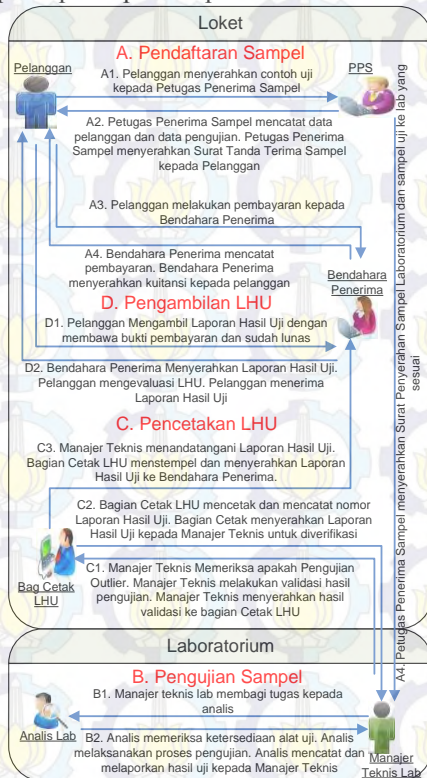 Loket
A. Pendaftaran Sampel
Pelanggan
PPS
A1. Pelanggan menyerahkan contoh uji
kepada Petugas Penerima Sampel
A2. Petugas Penerima Sampel mencatat data
pelanggan dan data pengujian. Petugas Penerima
Sampel menyerahkan Surat Tanda Terima Sampel
kepada Pelanggan
A3. Pelanggan melakukan pembayaran kepada
Bendahara Penerima
A4. Bendahara Penerima mencatat
pembayaran. Bendahara Penerima
menyerahkan kuitansi kepada pelanggan
Bendahara
Penerima
D. Pengambilan LHU
D1. Pelanggan Mengambil Laporan Hasil Uji dengan
membawa bukti pembayaran dan sudah lunas
D2. Bendahara Penerima Menyerahkan Laporan Hasil Uji.
Pelanggan mengevaluasi LHU. Pelanggan menerima
Laporan Hasil Uji
C. Pencetakan LHU
C3. Manajer Teknis menandatangani Laporan Hasil Uji.
Bagian Cetak LHU menstempel dan menyerahkan Laporan
Hasil Uji ke Bendahara Penerima.
C2. Bagian Cetak LHU mencetak dan mencatat nomor
Laporan Hasil Uji. Bagian Cetak menyerahkan Laporan
Hasil Uji kepada Manajer Teknis untuk diverifikasi
C1. Manajer Teknis Memeriksa apakah Pengujian
Outlier. Manajer Teknis melakukan validasi hasil
pengujian. Manajer Teknis menyerahkan hasil
validasi ke bagian Cetak LHU
Bag Cetak
LHU
A4. Petugas Penerima Sampel menyerahkan Surat Penyerahan Sampel Laboratorium dan sampel uji ke lab yang
sesuai
Laboratorium
B. Pengujian Sampel
B1. Manajer teknis lab membagi tugas kepada
analis
Analis Lab
B2. Analis memeriksa ketersediaan alat uji. Analis
melaksanakan proses pengujian. Analis mencatat dan
melaporkan hasil uji kepada Manajer Teknis
Manajer
Teknis Lab